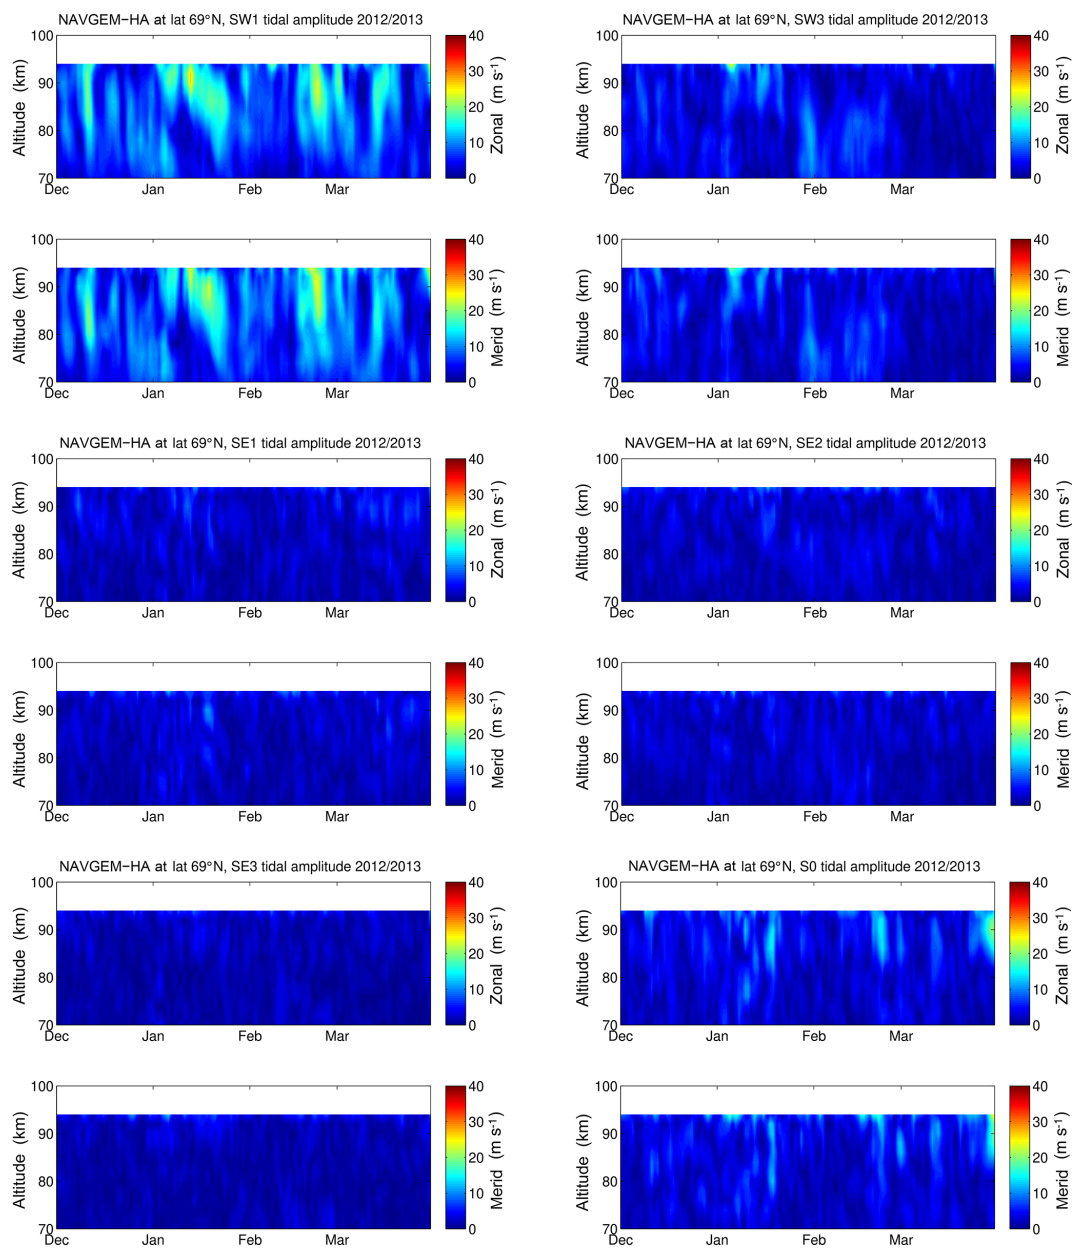 NAVGEM−HA at lat 69°N, SW1 tidal amplitude 2012/2013
100
90
80
70
Altitude (km)
Dec Jan Feb Mar
40
30
20
10
0
Zonal (m s⁻¹)
100
90
80
70
Altitude (km)
Dec Jan Feb Mar
40
30
20
10
0
Merid (m s⁻¹)
NAVGEM−HA at lat 69°N, SW3 tidal amplitude 2012/2013
100
90
80
70
Altitude (km)
Dec Jan Feb Mar
40
30
20
10
0
Zonal (m s⁻¹)
100
90
80
70
Altitude (km)
Dec Jan Feb Mar
40
30
20
10
0
Merid (m s⁻¹)
NAVGEM−HA at lat 69°N, SE1 tidal amplitude 2012/2013
100
90
80
70
Altitude (km)
Dec Jan Feb Mar
40
30
20
10
0
Zonal (m s⁻¹)
100
90
80
70
Altitude (km)
Dec Jan Feb Mar
40
30
20
10
0
Merid (m s⁻¹)
NAVGEM−HA at lat 69°N, SE2 tidal amplitude 2012/2013
100
90
80
70
Altitude (km)
Dec Jan Feb Mar
40
30
20
10
0
Zonal (m s⁻¹)
100
90
80
70
Altitude (km)
Dec Jan Feb Mar
40
30
20
10
0
Merid (m s⁻¹)
NAVGEM−HA at lat 69°N, SE3 tidal amplitude 2012/2013
100
90
80
70
Altitude (km)
Dec Jan Feb Mar
40
30
20
10
0
Zonal (m s⁻¹)
100
90
80
70
Altitude (km)
Dec Jan Feb Mar
40
30
20
10
0
Merid (m s⁻¹)
NAVGEM−HA at lat 69°N, S0 tidal amplitude 2012/2013
100
90
80
70
Altitude (km)
Dec Jan Feb Mar
40
30
20
10
0
Zonal (m s⁻¹)
100
90
80
70
Altitude (km)
Dec Jan Feb Mar
40
30
20
10
0
Merid (m s⁻¹)